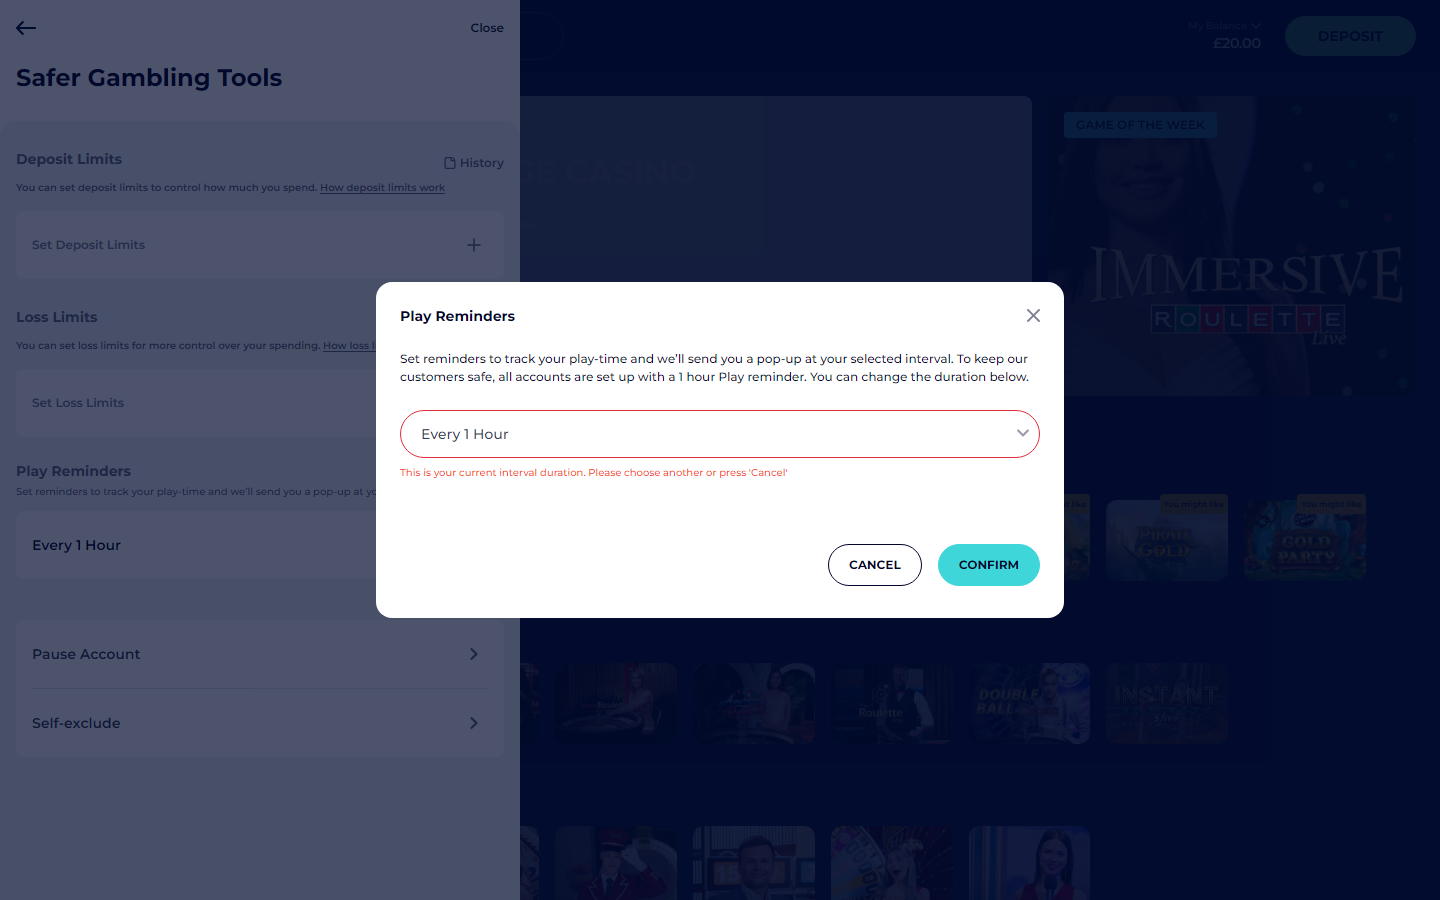 Close
Safer Gambling Tools
Deposit Limits
History
You can set deposit limits to control how much you spend. How deposit limits work
Set Deposit Limits
Loss Limits
You can set loss limits for more control over your spending. How loss
Set Loss Limits
Play Reminders
Set reminders to track your play-time and we'll send you a pop-up at
Every 1 Hour
Pause Account
Self-exclude
My Balance
£20.00
DEPOSIT
CASINO
GAME OF THE WEEK
IMMERSIVE
ROULETTE
Live
Play Reminders
Set reminders to track your play-time and we'll send you a pop-up at your selected interval. To keep our
customers safe, all accounts are set up with a 1 hour Play reminder. You can change the duration below.
Every 1 Hour
This is your current interval duration. Please choose another or press 'Cancel'
CANCEL
CONFIRM
like
You might like
You might like
PIRATE
GOLD
GOLD
PARTY
Roulette
DOUBLE
BALL
INSTANT